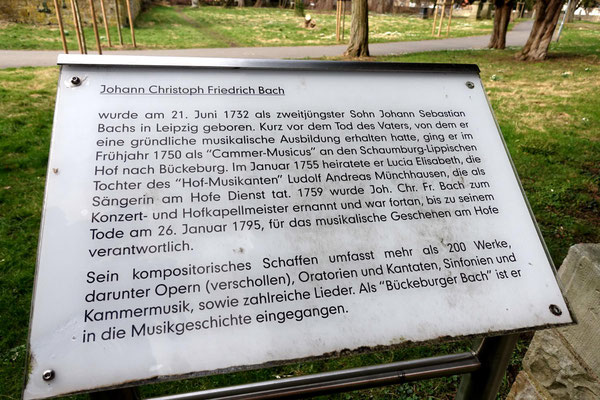 Johann Christoph Friedrich Bach
wurde am 21. Juni 1732 als zweitjüngster Sohn Johann Sebastian
Bachs in Leipzig geboren. Kurz vor dem Tod des Vaters, von dem er
eine gründliche musikalische Ausbildung erhalten hatte, ging er im
Frühjahr 1750 als "Cammer-Musicus" an den Schaumburg-Lippischen
Hof nach Bückeburg. Im Januar 1755 heiratete er Lucia Elisabeth, die
Tochter des "Hof-Musikanten" Ludolf Andreas Münchhausen, die als
Sängerin am Hofe Dienst tat. 1759 wurde Joh. Chr. Fr. Bach zum
Konzert- und Hofkapellmeister ernannt und war fortan, bis zu seinem
Tode am 26. Januar 1795, für das musikalische Geschehen am Hofe
verantwortlich.
Sein kompositorisches Schaffen umfasst mehr als 200 Werke,
darunter Opern (verschollen), Oratorien und Kantaten, Sinfonien und
Kammermusik, sowie zahlreiche Lieder. Als "Bückeburger Bach" ist er
in die Musikgeschichte eingegangen.